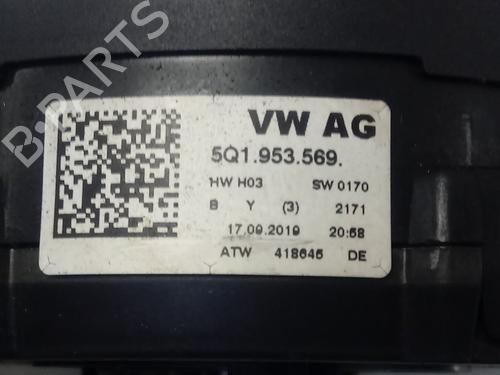 B-PARTS
VW AG
5Q1.953.569.
HW H03 SW 0170
B Y (3) 2171
17.09.2019 20:58
ATW 418645 DE